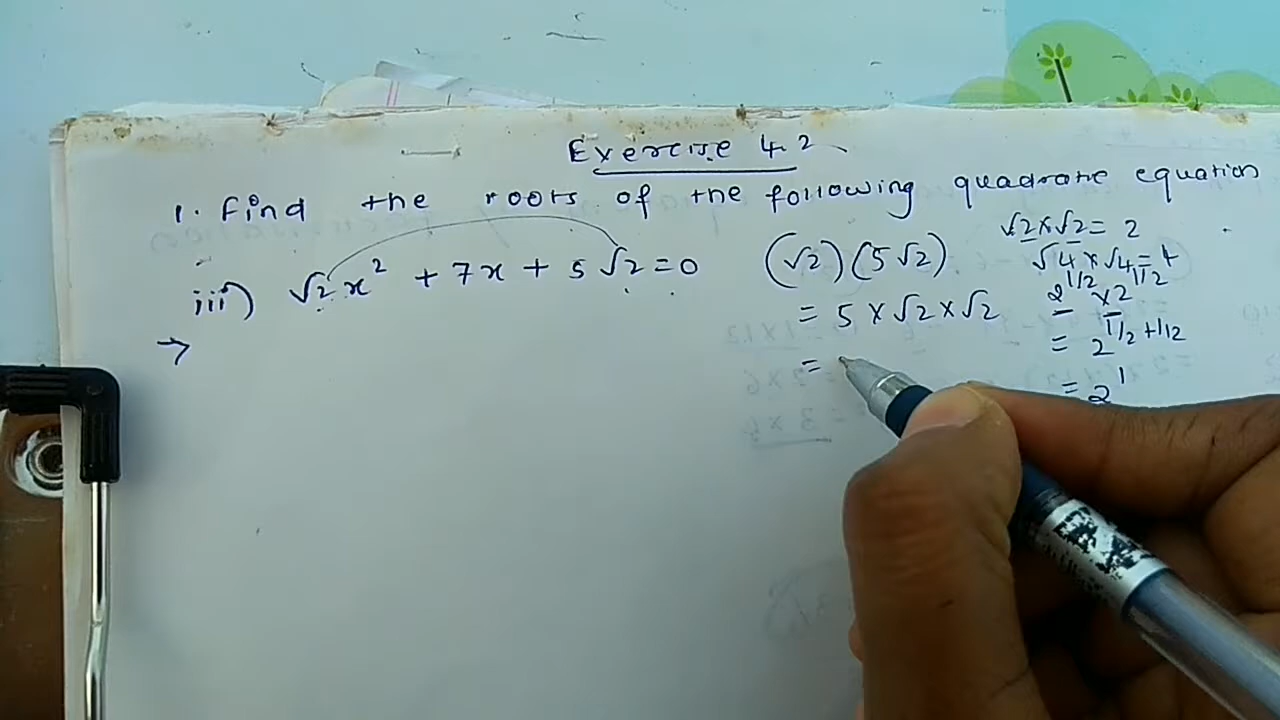 Exercise 4.2
1. Find the roots of the following quadratic equation
iii) √2x² + 7x + 5√2 = 0
→
(√2)(5√2)
= 5 × √2 × √2
=
√2×√2 = 2
√4×√4=4
2^1/2 ×2^1/2
= 2^1/2+1/2
= 2^1